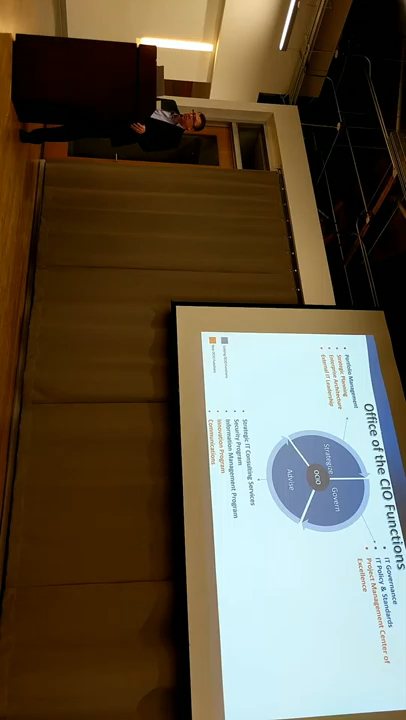 Office of the CIO Functions
• Portfolio Management
• Strategic Planning
• Enterprise Architecture
• External IT Leadership
• IT Governance
• IT Policy & Standards
• Project Management Center of
Excellence
Strategize
Govern
OCIO
Advise
• Strategic IT Consulting Services
• Security Program
• Information Management Program
• Innovation Program
• Communications